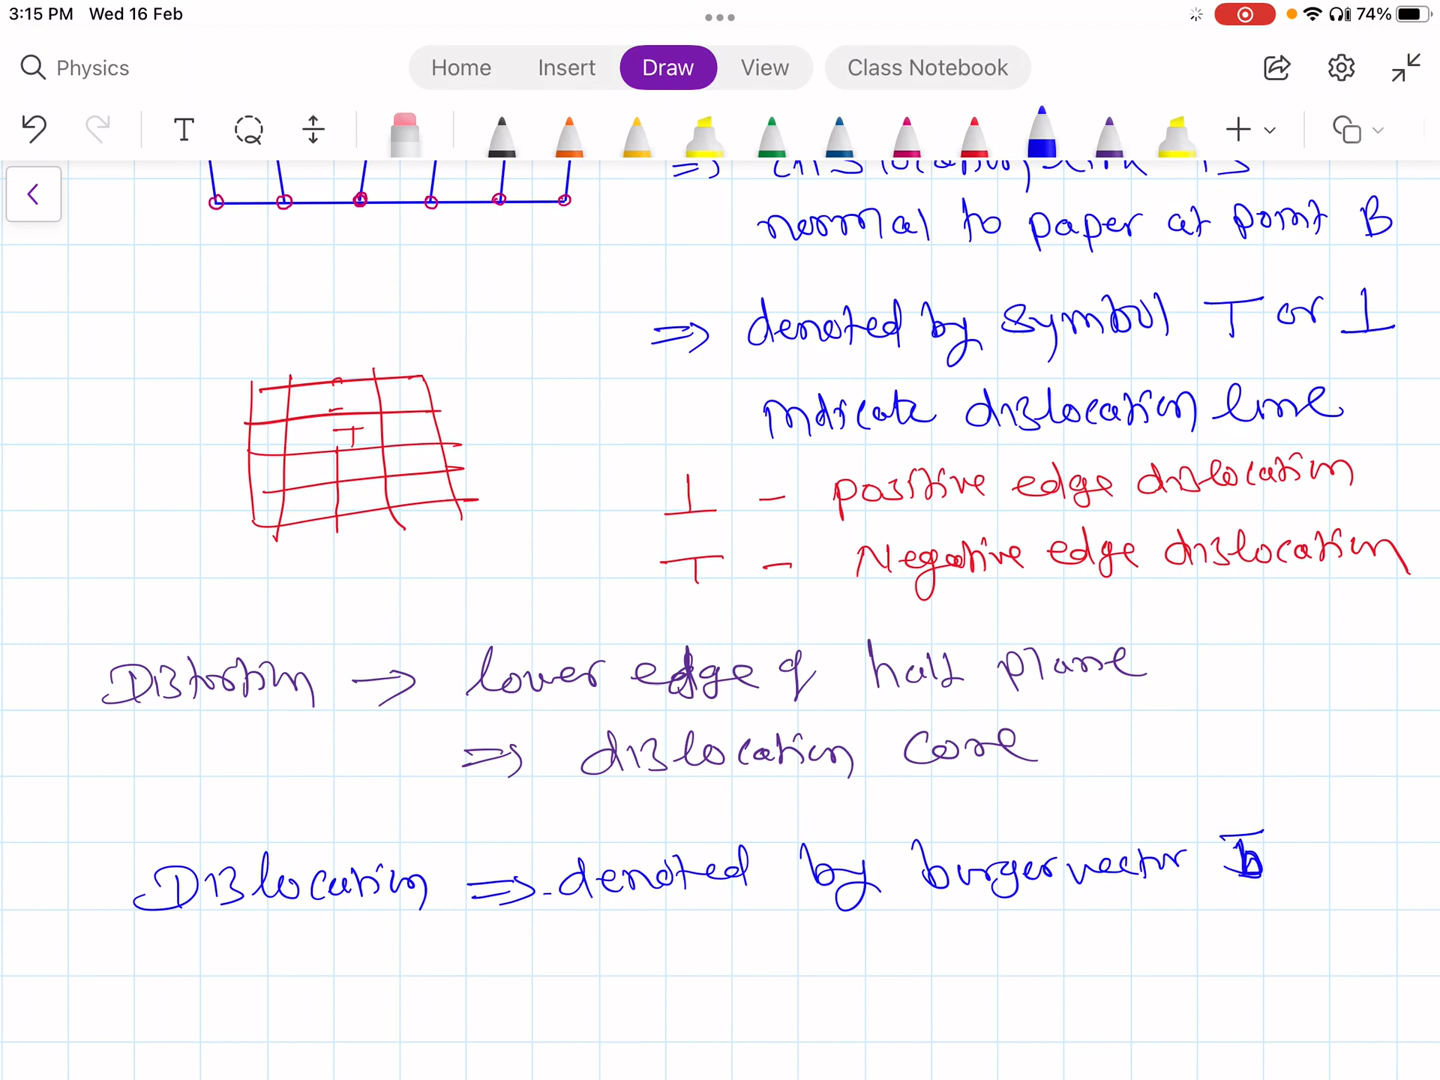 3:15 PM Wed 16 Feb
74%
Physics
Home Insert Draw View Class Notebook
T
is
normal to paper at point B
⇒ denoted by symbol T or ⊥
indicate dislocation line
T
⊥ - positive edge dislocation
T - Negative edge dislocation
Distortion → lower edge of half plane
⇒ dislocation core
Dislocation ⇒ denoted by burger vector b̅